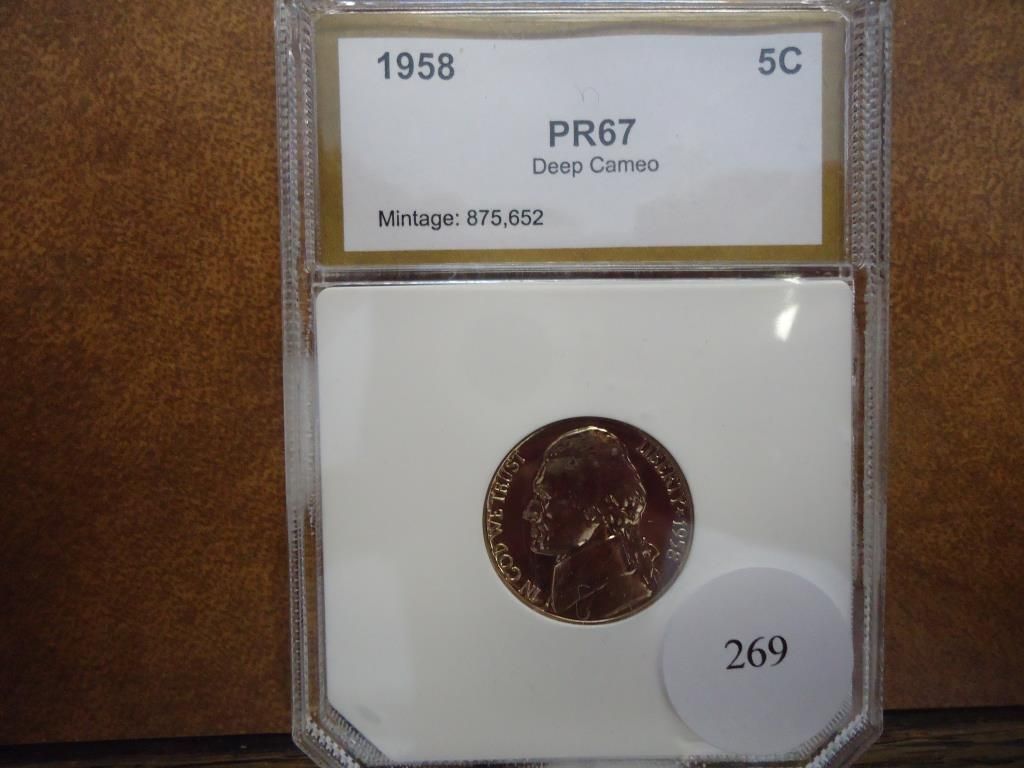 1958 5C
PR67
Deep Cameo
Mintage: 875,652
IN GOD WE TRUST
LIBERTY 1958
269